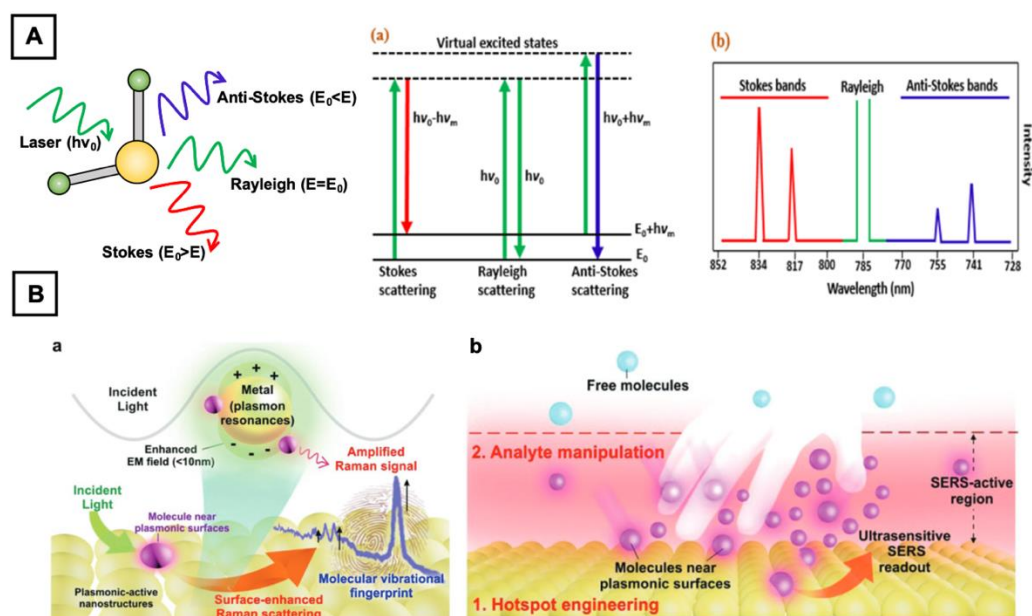 A
Anti-Stokes (E₀<E)
Laser (hν₀)
Rayleigh (E=E₀)
Stokes (E₀>E)
(a)
Virtual excited states
hν₀-hνₘ
hν₀
hν₀
hν₀+hνₘ
E₀+hνₘ
E₀
Stokes
scattering
Rayleigh
scattering
Anti-Stokes
scattering
(b)
Stokes bands
Rayleigh
Anti-Stokes bands
Intensity
852 834 817 800 785 770 755 741 728
Wavelength (nm)
B
a
Incident
Light
+ + +
Metal
(plasmon
resonances)
- - - -
Enhanced
EM field (<10nm)
Amplified
Raman signal
Incident
Light
Molecule near
plasmonic surfaces
Plasmonic-active
nanostructures
Surface-enhanced
Raman scattering
Molecular vibrational
fingerprint
b
Free molecules
2. Analyte manipulation
SERS-active
region
Molecules near
plasmonic surfaces
Ultrasensitive
SERS
readout
1. Hotspot engineering